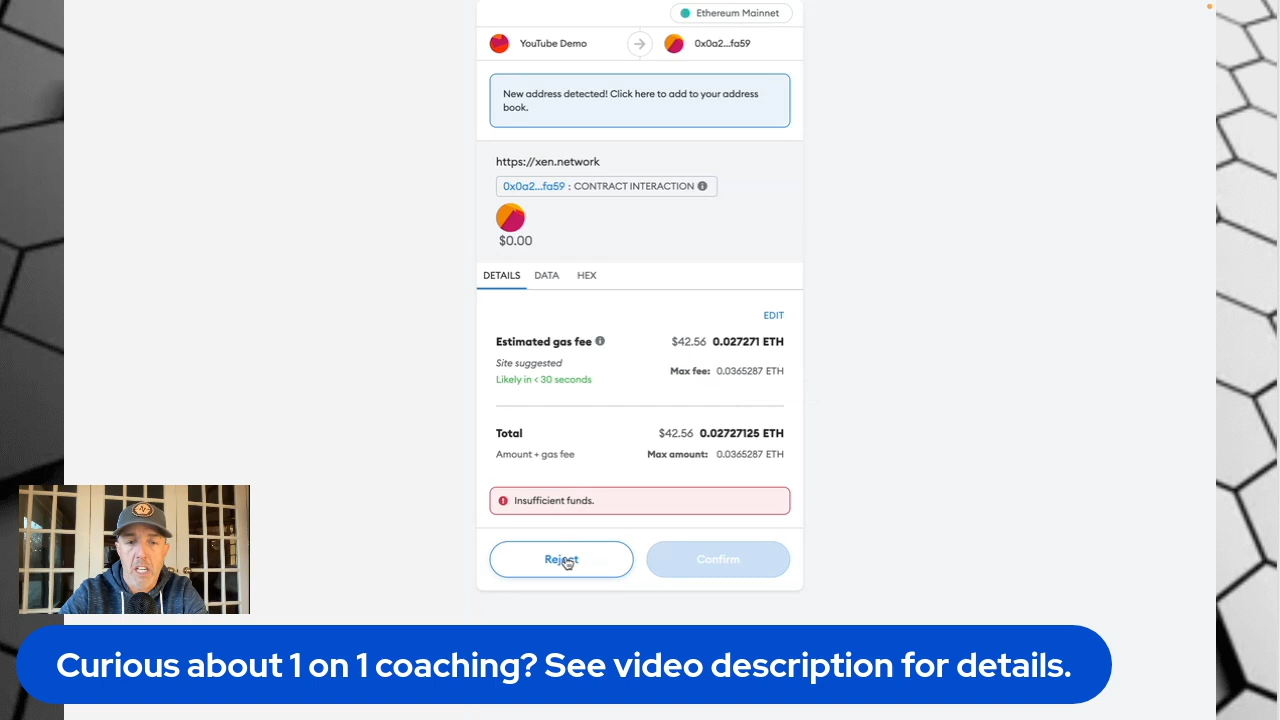 Ethereum Mainnet
YouTube Demo
0x0a2...fa59
New address detected! Click here to add to your address
book.
https://xen.network
0x0a2...fa59 : CONTRACT INTERACTION
$0.00
DETAILS DATA HEX
EDIT
Estimated gas fee $42.56 0.027271 ETH
Site suggested
Likely in < 30 seconds
Max fee: 0.0365287 ETH
Total $42.56 0.02727125 ETH
Amount + gas fee Max amount: 0.0365287 ETH
Insufficient funds.
Reject Confirm
Curious about 1 on 1 coaching? See video description for details.